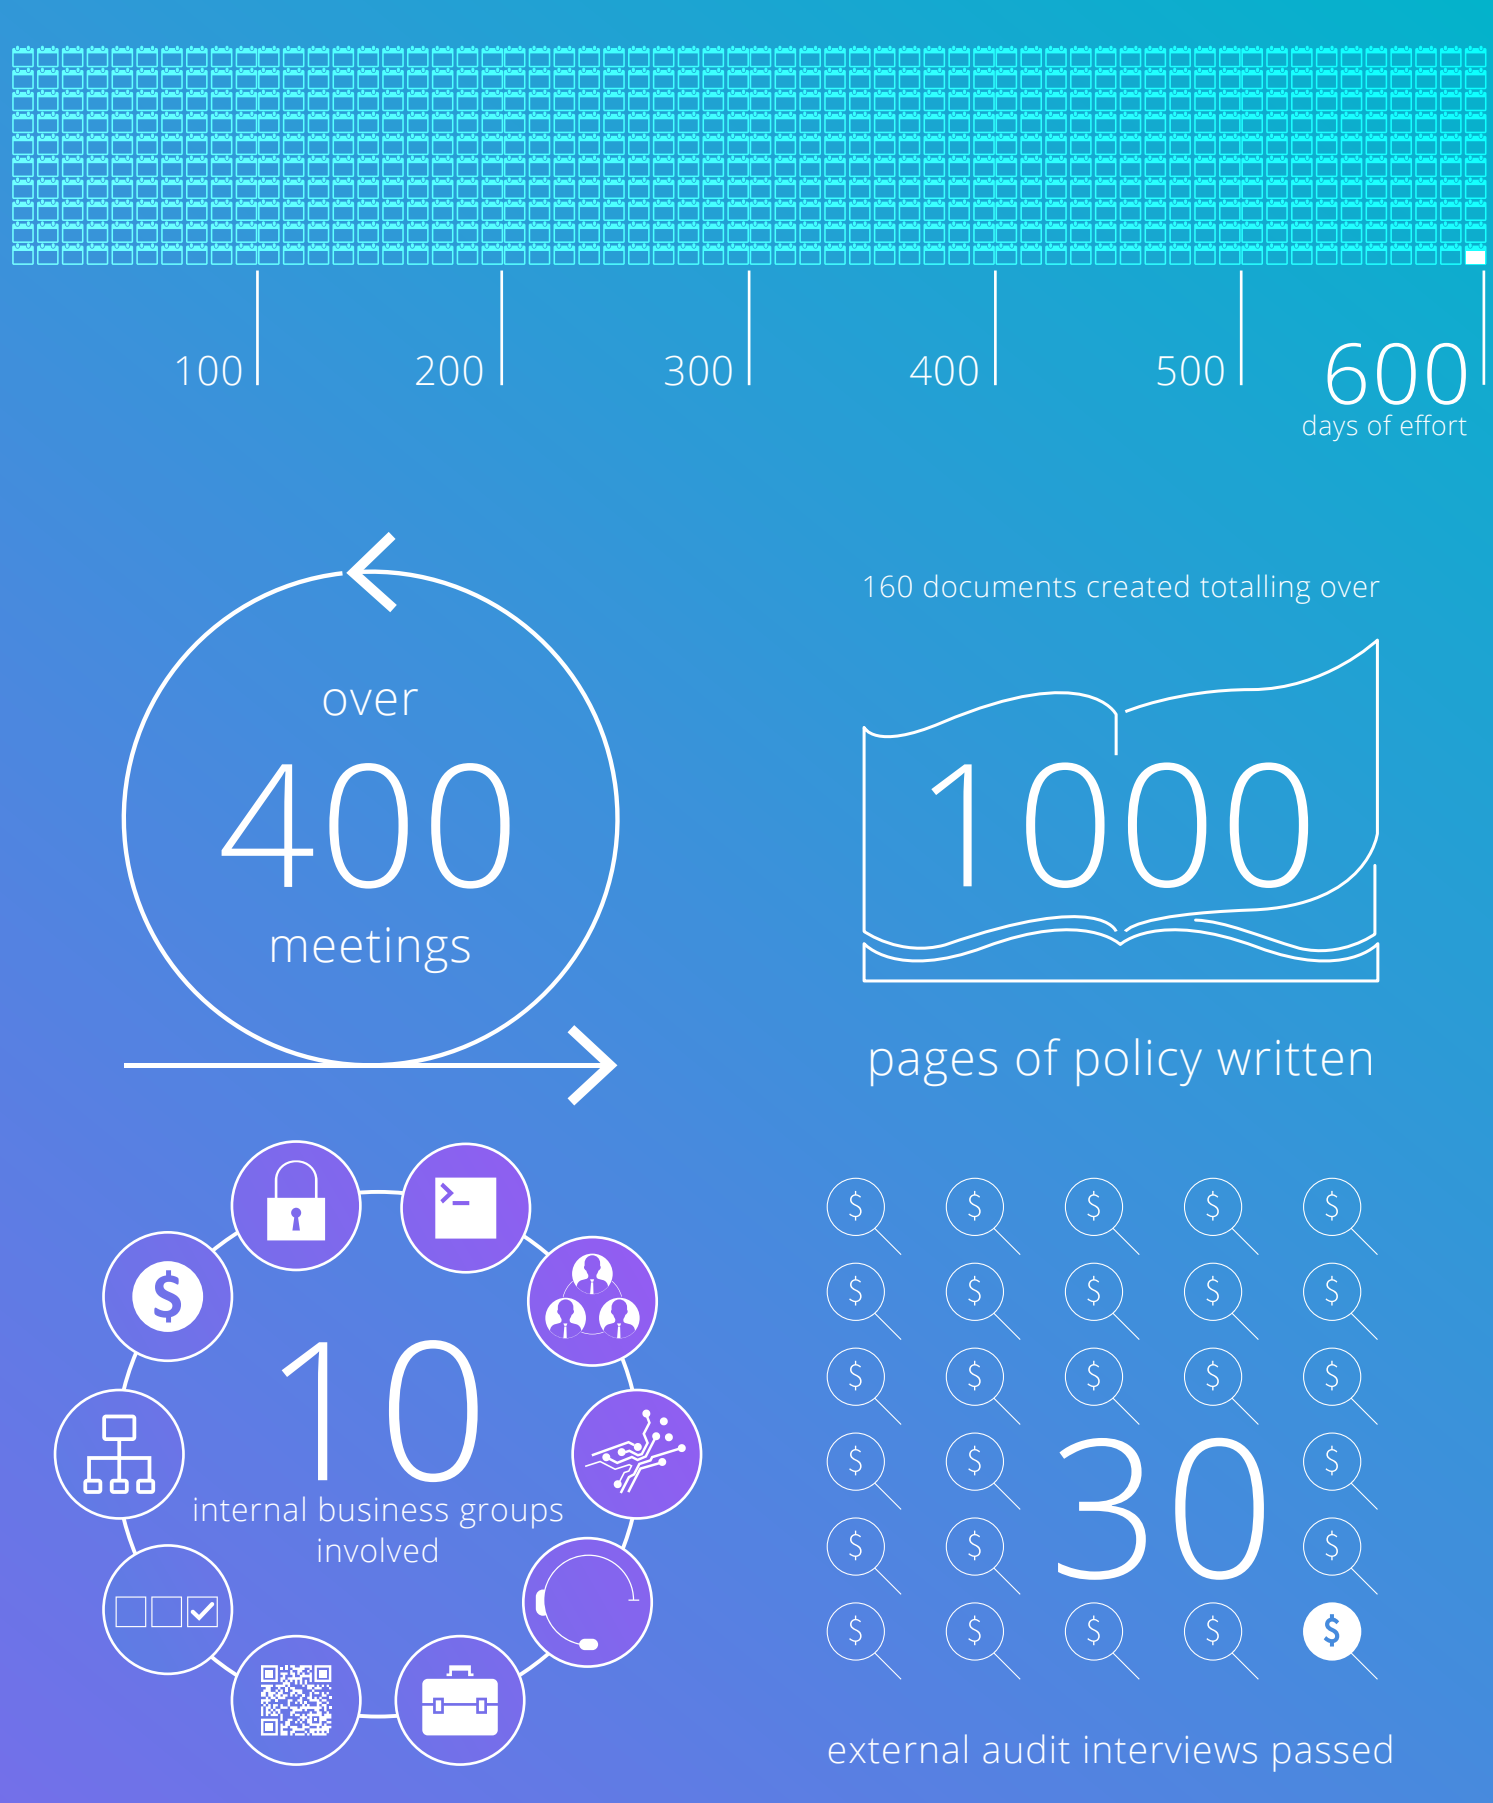 100
200
300
400
500
600
days of effort
over
400
meetings
160 documents created totalling over
1000
pages of policy written
10
internal business groups
involved
30
external audit interviews passed